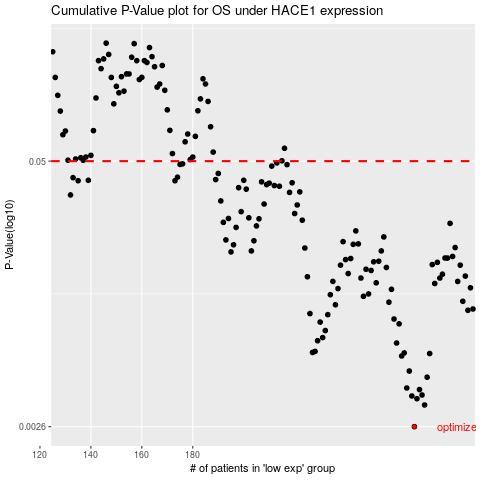 Cumulative P-Value plot for OS under HACE1 expression
0.05
P-Value(log10)
0.0026
optimize
120 140 160 180
# of patients in 'low exp' group